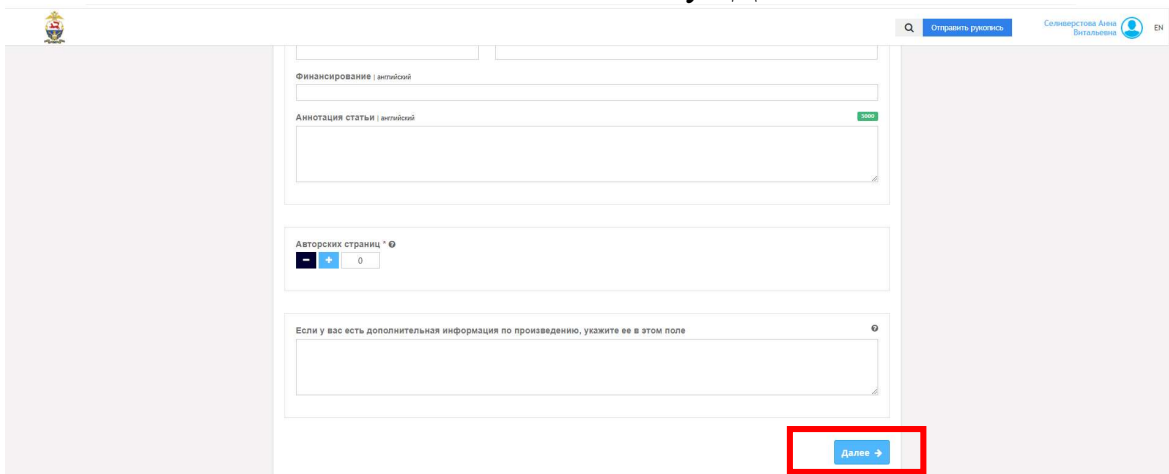 Отправить рукопись
Селиверстова Анна
Витальевна
EN
Финансирование | английский
Аннотация статьи | английский
5000
Авторских страниц *
0
Если у вас есть дополнительная информация по произведению, укажите ее в этом поле
Далее